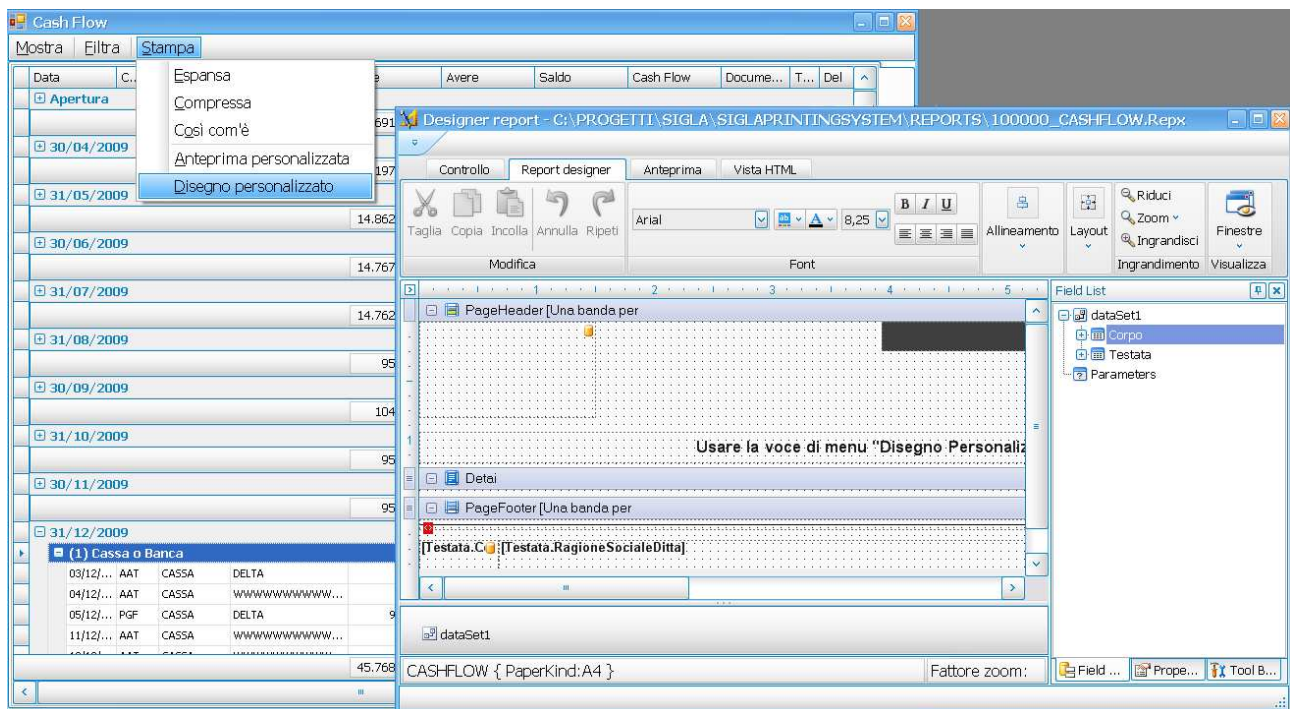 Cash Flow
Mostra Filtra Stampa
Data C.. Avere Saldo Cash Flow Docume... T... Del
Espansa
Compressa
Così com'è
Anteprima personalizzata
Disegno personalizzato
Apertura
691
30/04/2009
197
31/05/2009
14.862
30/06/2009
14.767
31/07/2009
14.762
31/08/2009
95
30/09/2009
104
31/10/2009
95
30/11/2009
95
31/12/2009
(1) Cassa o Banca
03/12/... AAT CASSA DELTA
04/12/... AAT CASSA WWWWWWWWWW...
05/12/... PGF CASSA DELTA 9
11/12/... AAT CASSA WWWWWWWWWW...
45.768
Designer report - C:\PROGETTI\SIGLA\SIGLAPRINTINGSYSTEM\REPORTS\100000_CASHFLOW.Repx
Controllo Report designer Anteprima Vista HTML
Taglia Copia Incolla Annulla Ripeti
Modifica
Arial 8,25
B I U
Font
Allineamento
Layout
Riduci
Zoom
Ingrandisci
Ingrandimento
Finestre
Visualizza
1 2 3 4 5
PageHeader [Una banda per
1
Usare la voce di menu "Disegno Personaliz
Detai
PageFooter [Una banda per
[Testata.C [Testata.RagioneSocialeDitta]
dataSet1
CASHFLOW { PaperKind:A4 } Fattore zoom:
Field List
dataSet1
Corpo
Testata
Parameters
Field ... Prope... Tool B...